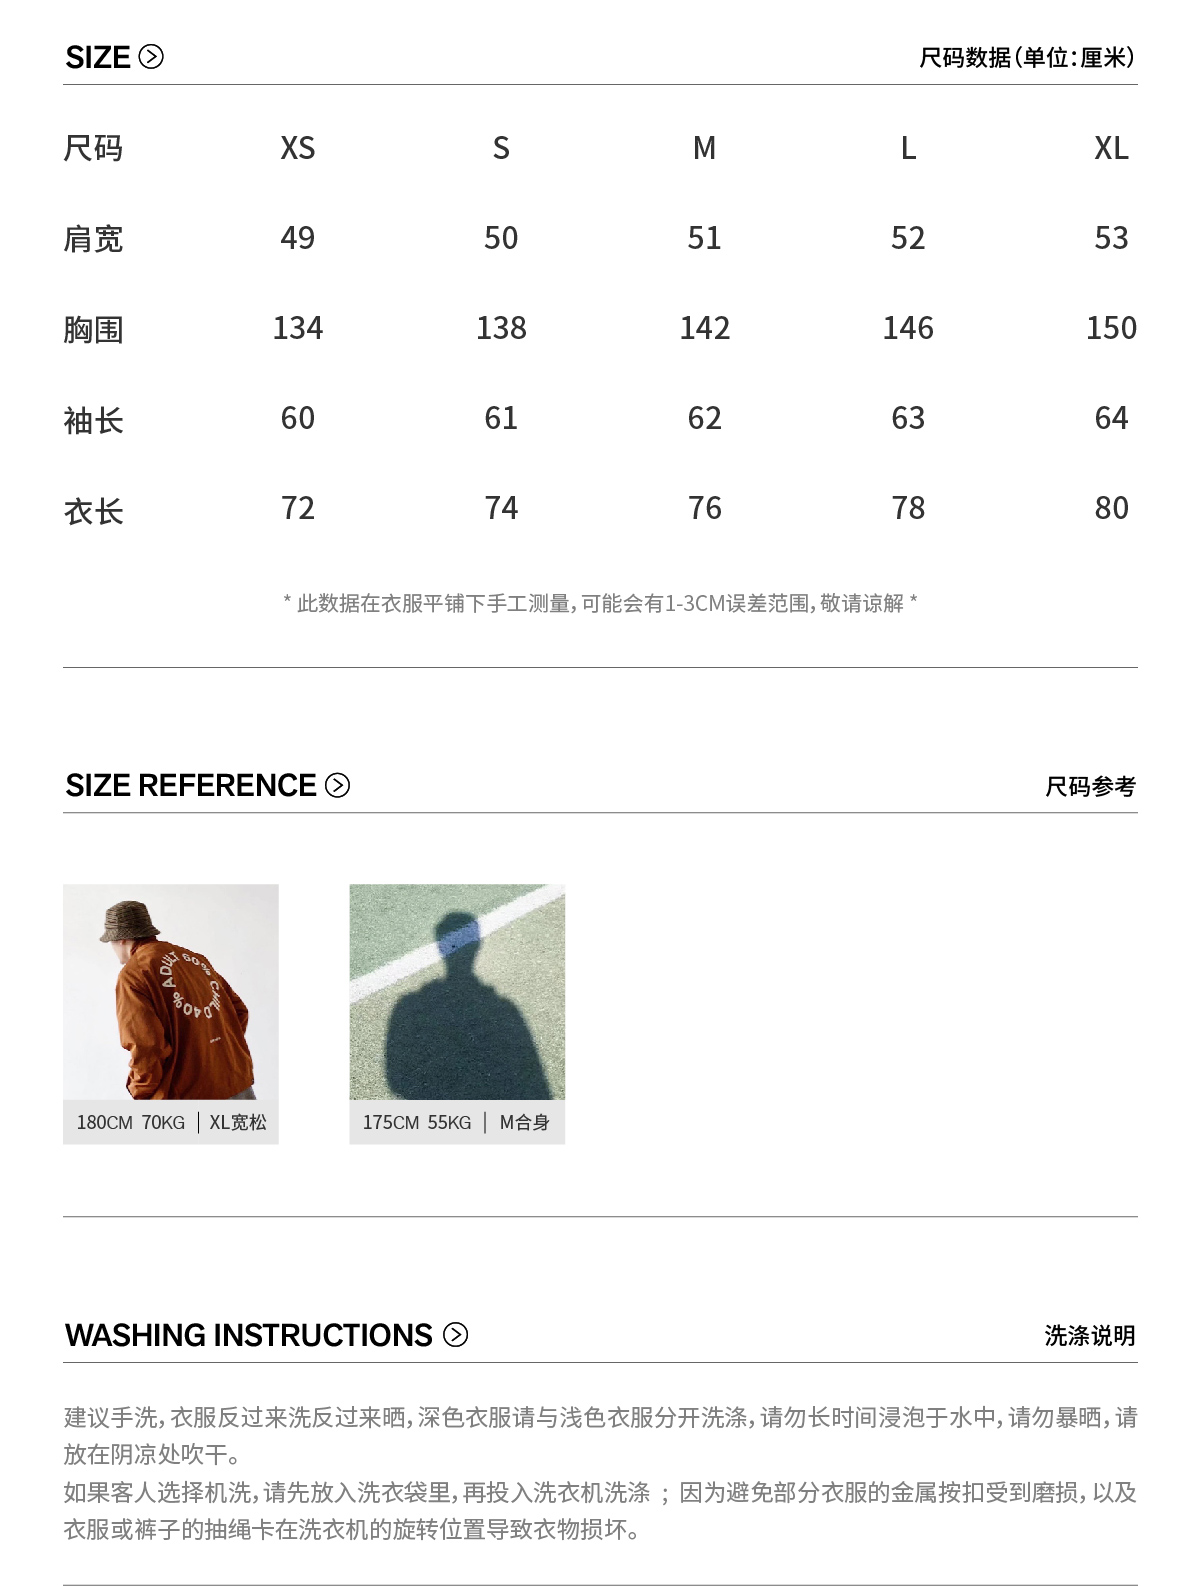 SIZE
尺码数据(单位:厘米)
尺码 XS S M L XL
肩宽 49 50 51 52 53
胸围 134 138 142 146 150
袖长 60 61 62 63 64
衣长 72 74 76 78 80
* 此数据在衣服平铺下手工测量,可能会有1-3CM误差范围,敬请谅解 *
SIZE REFERENCE
尺码参考
ADULT 60% CHILD 40%
180CM 70KG | XL宽松
175CM 55KG | M合身
WASHING INSTRUCTIONS
洗涤说明
建议手洗,衣服反过来洗反过来晒,深色衣服请与浅色衣服分开洗涤,请勿长时间浸泡于水中,请勿暴晒,请
放在阴凉处吹干。
如果客人选择机洗,请先放入洗衣袋里,再投入洗衣机洗涤 ; 因为避免部分衣服的金属按扣受到磨损,以及
衣服或裤子的抽绳卡在洗衣机的旋转位置导致衣物损坏。